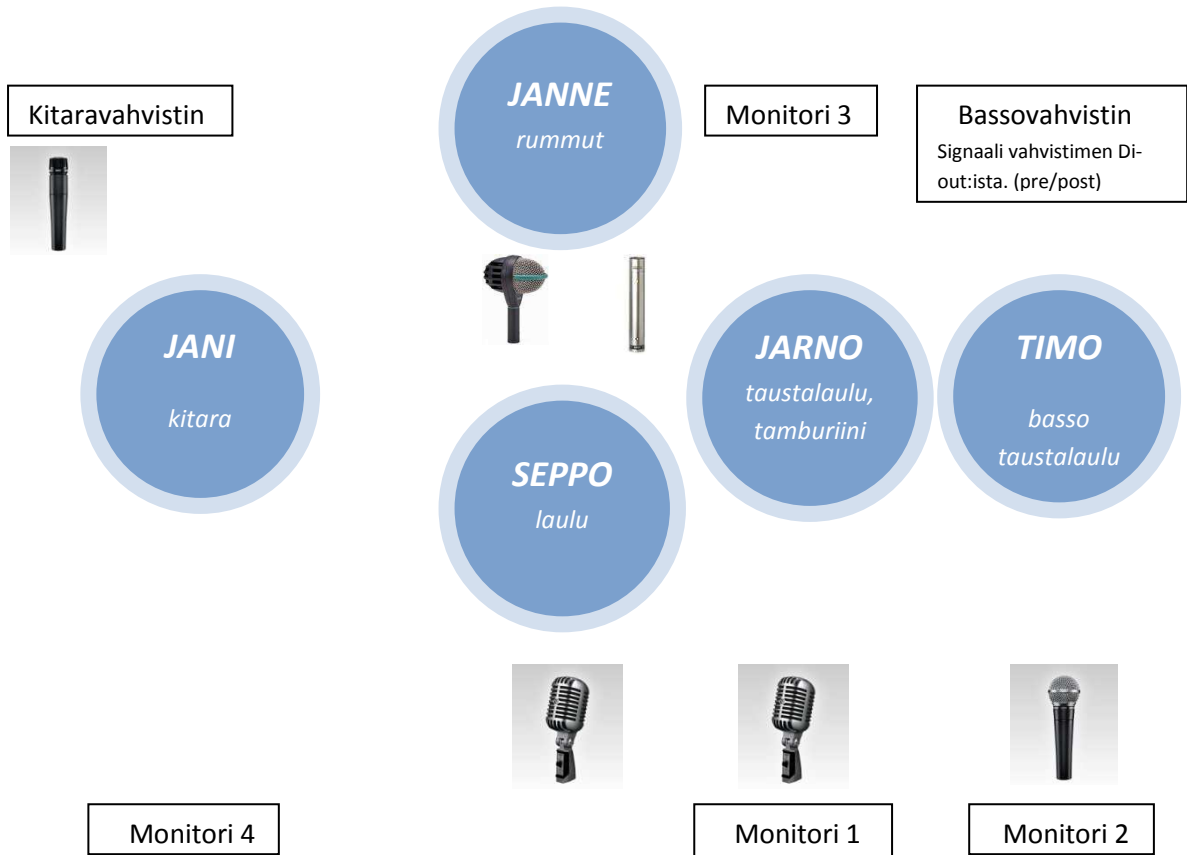 JANNE
rummut
Kitaravahvistin
Monitori 3
Bassovahvistin
Signaali vahvistimen Di-
out:ista. (pre/post)
JANI
kitara
JARNO
taustalaulu,
tamburiini
TIMO
basso
taustalaulu
SEPPO
laulu
Monitori 4
Monitori 1
Monitori 2